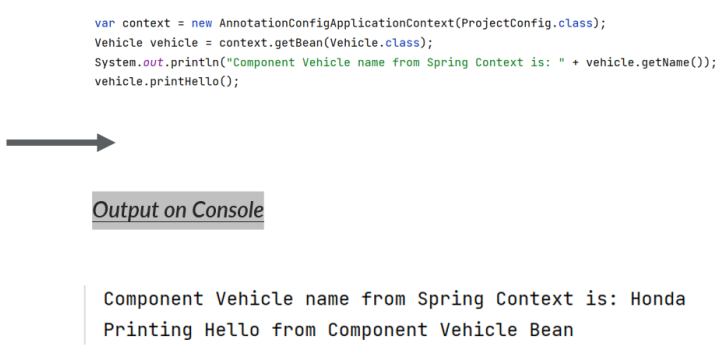 var context = new AnnotationConfigApplicationContext(ProjectConfig.class);
Vehicle vehicle = context.getBean(Vehicle.class);
System.out.println("Component Vehicle name from Spring Context is: " + vehicle.getName());
vehicle.printHello();
Output on Console
Component Vehicle name from Spring Context is: Honda
Printing Hello from Component Vehicle Bean